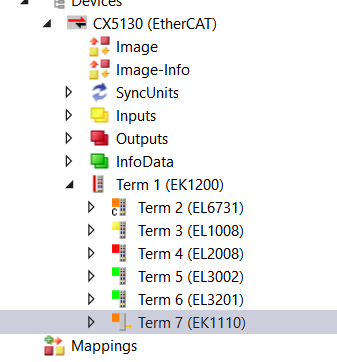 Devices
CX5130 (EtherCAT)
Image
Image-Info
SyncUnits
Inputs
Outputs
InfoData
Term 1 (EK1200)
Term 2 (EL6731)
Term 3 (EL1008)
Term 4 (EL2008)
Term 5 (EL3002)
Term 6 (EL3201)
Term 7 (EK1110)
Mappings